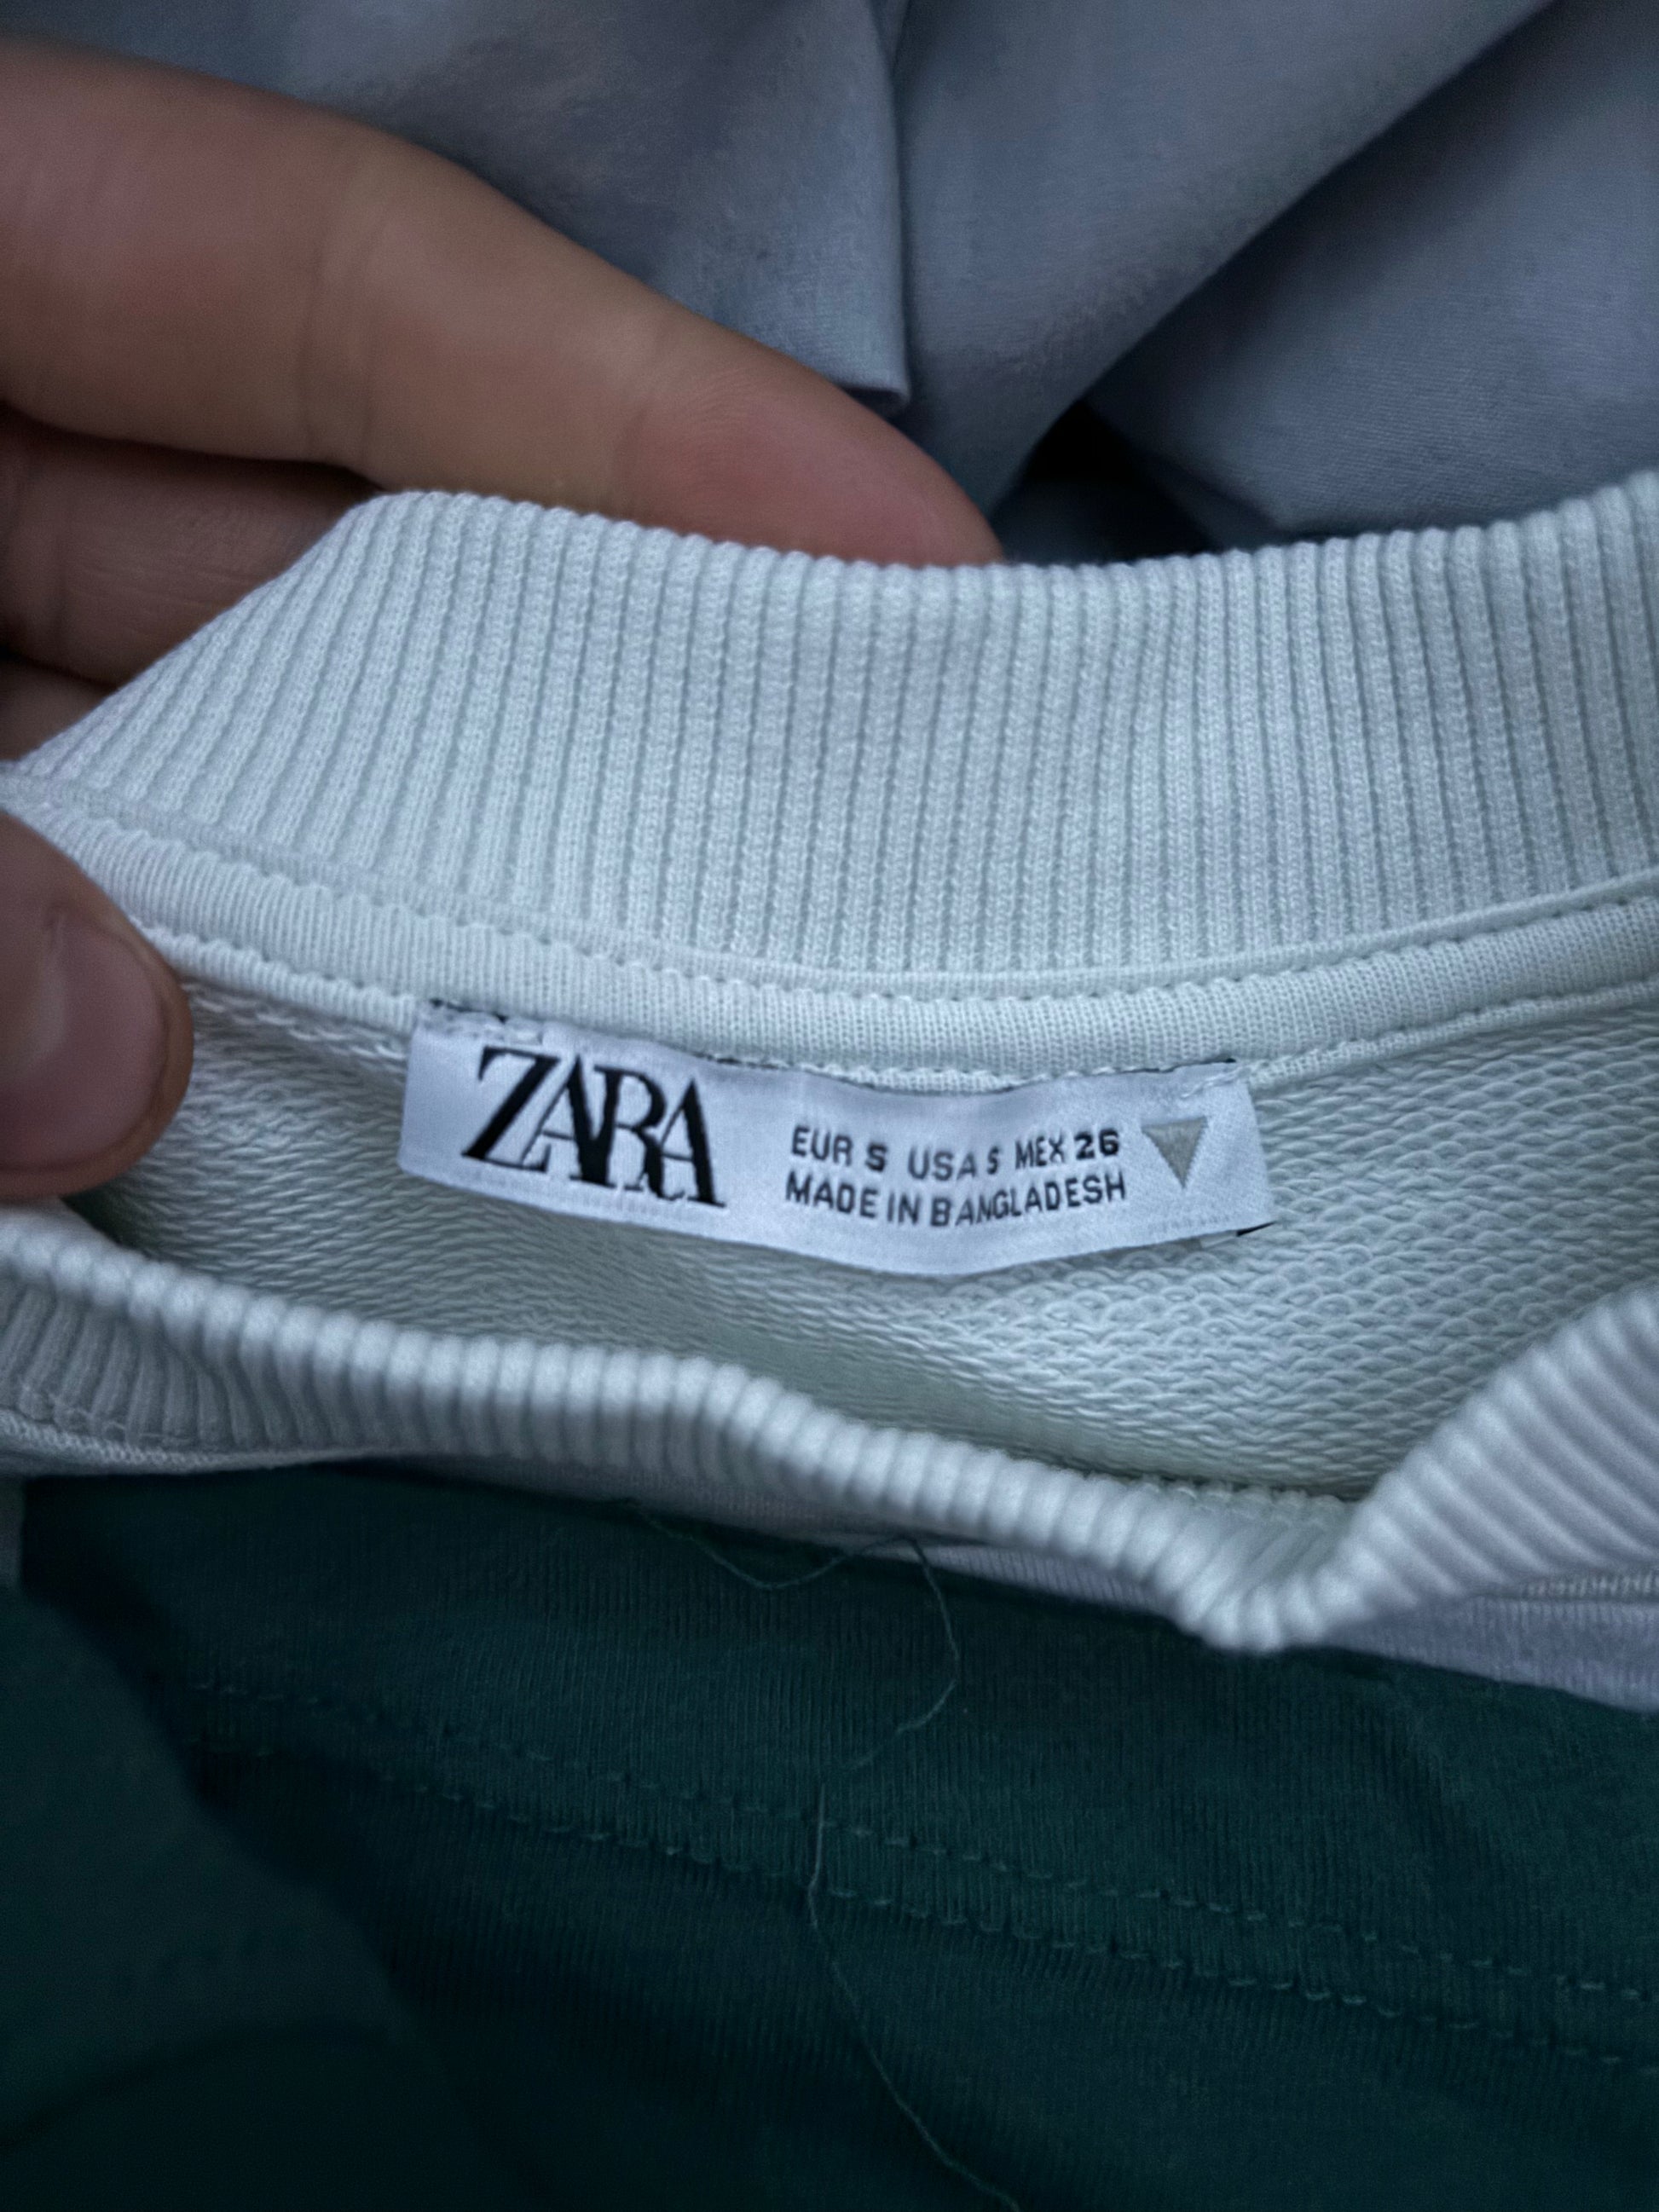 ZARA
EUR S USA S MEX 26
MADE IN BANGLADESH